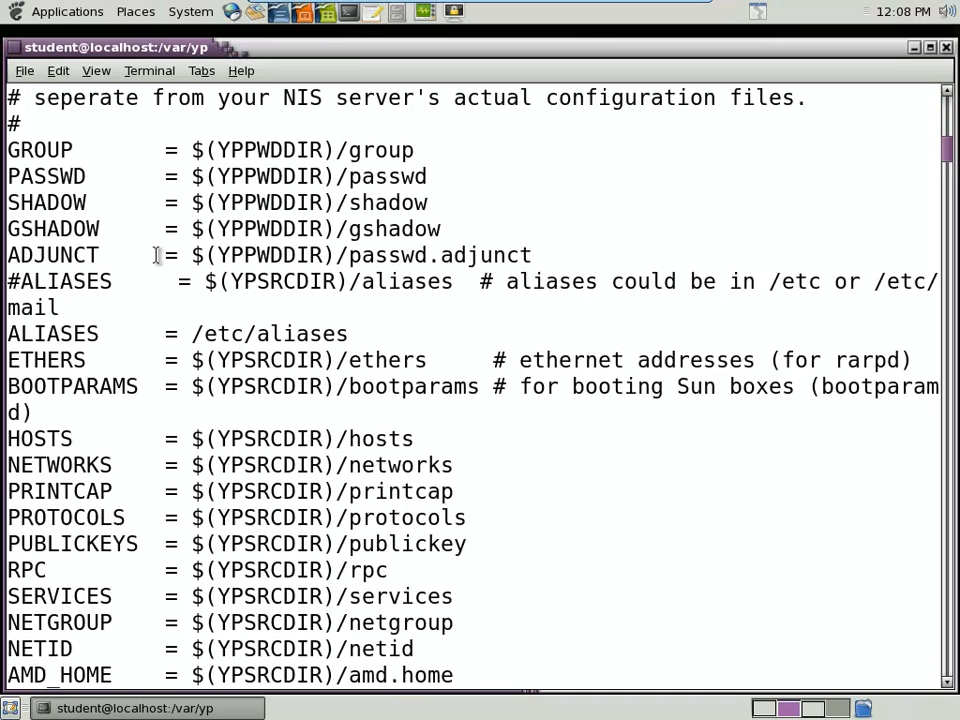 Applications Places System 12:08 PM
student@localhost:/var/yp
File Edit View Terminal Tabs Help
# seperate from your NIS server's actual configuration files.
#
GROUP = $(YPPWDDIR)/group
PASSWD = $(YPPWDDIR)/passwd
SHADOW = $(YPPWDDIR)/shadow
GSHADOW = $(YPPWDDIR)/gshadow
ADJUNCT = $(YPPWDDIR)/passwd.adjunct
#ALIASES = $(YPSRCDIR)/aliases # aliases could be in /etc or /etc/
mail
ALIASES = /etc/aliases
ETHERS = $(YPSRCDIR)/ethers # ethernet addresses (for rarpd)
BOOTPARAMS = $(YPSRCDIR)/bootparams # for booting Sun boxes (bootparam
d)
HOSTS = $(YPSRCDIR)/hosts
NETWORKS = $(YPSRCDIR)/networks
PRINTCAP = $(YPSRCDIR)/printcap
PROTOCOLS = $(YPSRCDIR)/protocols
PUBLICKEYS = $(YPSRCDIR)/publickey
RPC = $(YPSRCDIR)/rpc
SERVICES = $(YPSRCDIR)/services
NETGROUP = $(YPSRCDIR)/netgroup
NETID = $(YPSRCDIR)/netid
AMD_HOME = $(YPSRCDIR)/amd.home
student@localhost:/var/yp